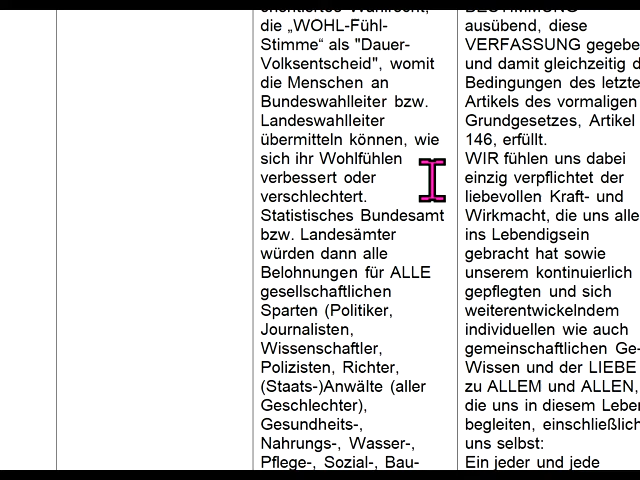 orientiertes Wahlrecht,
die „WOHL-Fühl-
Stimme“ als "Dauer-
Volksentscheid", womit
die Menschen an
Bundeswahlleiter bzw.
Landeswahlleiter
übermitteln können, wie
sich ihr Wohlfühlen
verbessert oder
verschlechtert.
Statistisches Bundesamt
bzw. Landesämter
würden dann alle
Belohnungen für ALLE
gesellschaftlichen
Sparten (Politiker,
Journalisten,
Wissenschaftler,
Polizisten, Richter,
(Staats-)Anwälte (aller
Geschlechter),
Gesundheits-,
Nahrungs-, Wasser-,
Pflege-, Sozial-, Bau-
BESTIMMUNG
ausübend, diese
VERFASSUNG gegebe
und damit gleichzeitig d
Bedingungen des letzte
Artikels des vormaligen
Grundgesetzes, Artikel
146, erfüllt.
WIR fühlen uns dabei
einzig verpflichtet der
liebevollen Kraft- und
Wirkmacht, die uns alle
ins Lebendigsein
gebracht hat sowie
unserem kontinuierlich
gepflegten und sich
weiterentwickelndem
individuellen wie auch
gemeinschaftlichen Ge-
Wissen und der LIEBE
zu ALLEM und ALLEN,
die uns in diesem Leben
begleiten, einschließlich
uns selbst:
Ein jeder und jede